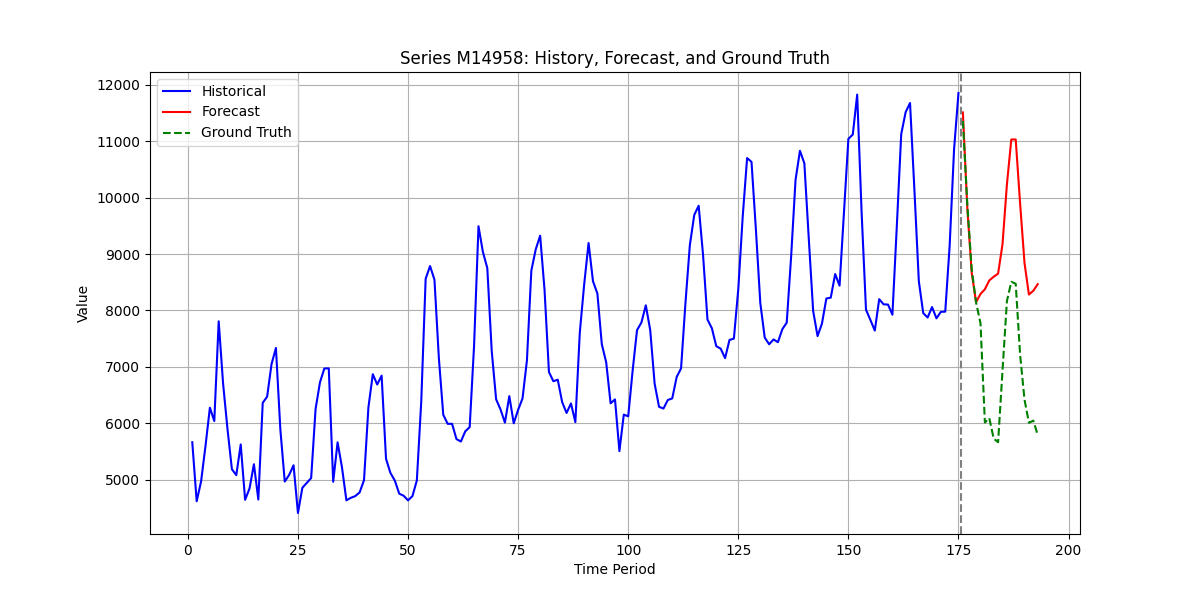 Series M14958: History, Forecast, and Ground Truth
Historical
Forecast
Ground Truth
12000
11000
10000
9000
8000
7000
6000
5000
Value
0 25 50 75 100 125 150 175 200
Time Period